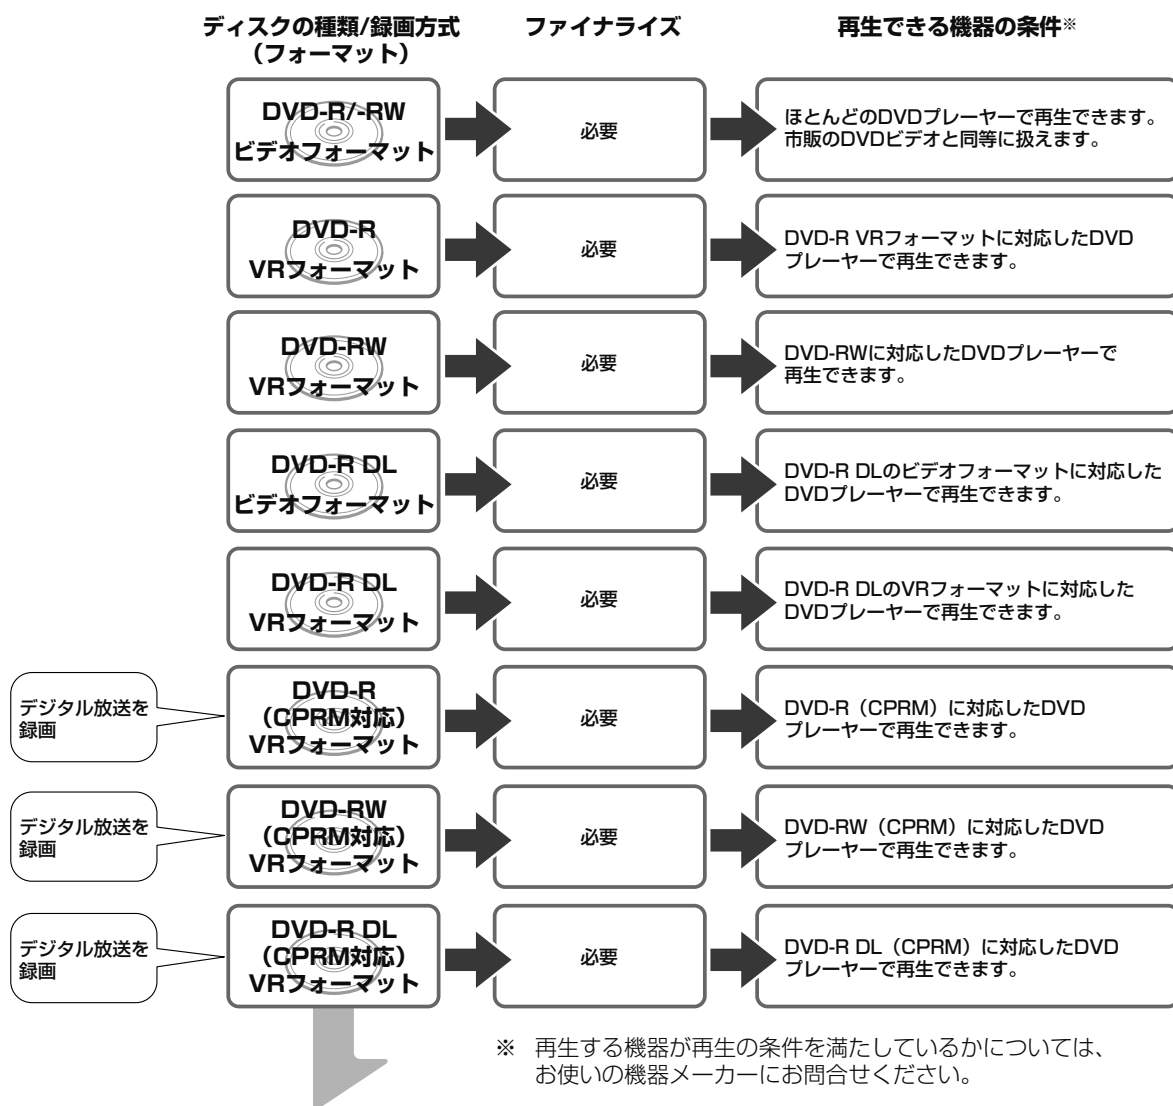 ディスクの種類/録画方式
（フォーマット）
ファイナライズ
再生できる機器の条件※
DVD-R/-RW
ビデオフォーマット
必要
ほとんどのDVDプレーヤーで再生できます。
市販のDVDビデオと同等に扱えます。
DVD-R
VRフォーマット
必要
DVD-R VRフォーマットに対応したDVD
プレーヤーで再生できます。
DVD-RW
VRフォーマット
必要
DVD-RWに対応したDVDプレーヤーで
再生できます。
DVD-R DL
ビデオフォーマット
必要
DVD-R DLのビデオフォーマットに対応した
DVDプレーヤーで再生できます。
DVD-R DL
VRフォーマット
必要
DVD-R DLのVRフォーマットに対応した
DVDプレーヤーで再生できます。
デジタル放送を
録画
DVD-R
（CPRM対応）
VRフォーマット
必要
DVD-R（CPRM）に対応したDVD
プレーヤーで再生できます。
デジタル放送を
録画
DVD-RW
（CPRM対応）
VRフォーマット
必要
DVD-RW（CPRM）に対応したDVD
プレーヤーで再生できます。
デジタル放送を
録画
DVD-R DL
（CPRM対応）
VRフォーマット
必要
DVD-R DL（CPRM）に対応したDVD
プレーヤーで再生できます。
※ 再生する機器が再生の条件を満たしているかについては、
お使いの機器メーカーにお問合せください。